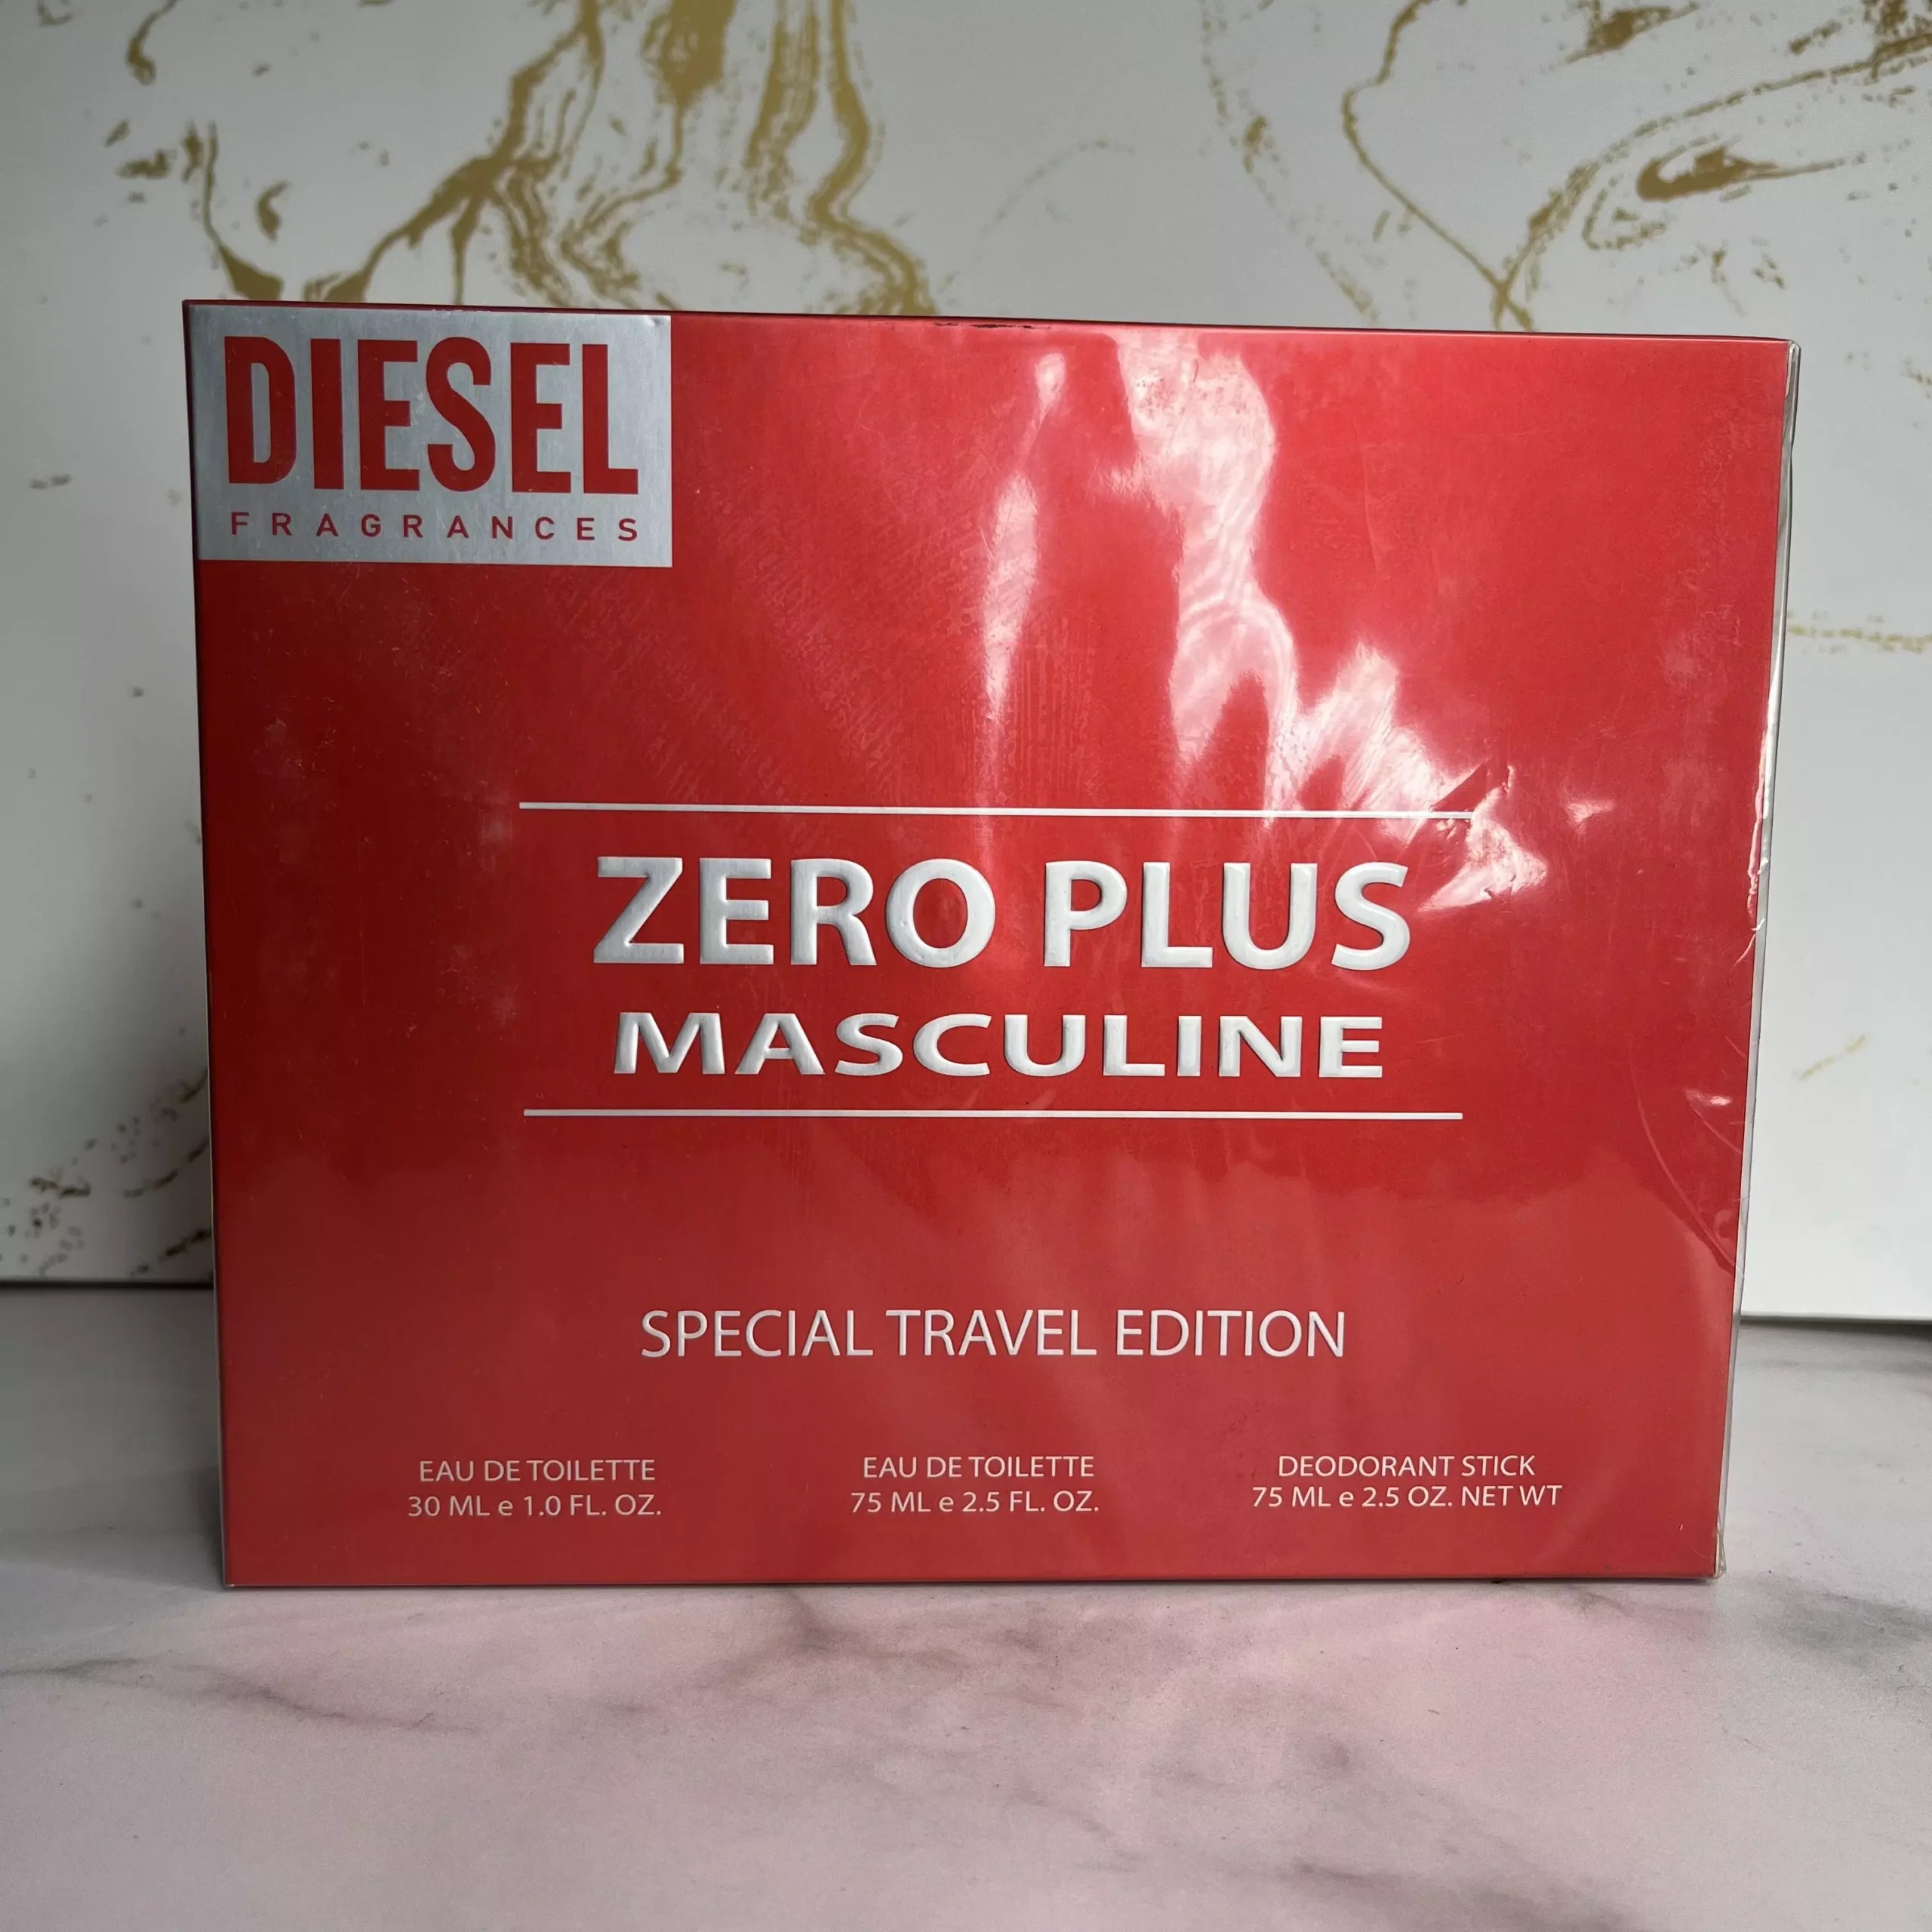 DIESEL
FRAGRANCES
ZERO PLUS
MASCULINE
SPECIAL TRAVEL EDITION
EAU DE TOILETTE
30 ML e 1.0 FL. OZ.
EAU DE TOILETTE
75 ML e 2.5 FL. OZ.
DEODORANT STICK
75 ML e 2.5 OZ. NET WT